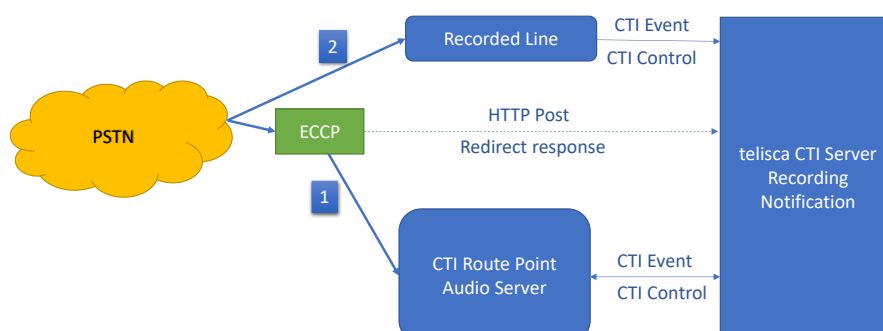 2
Recorded Line
CTI Event
CTI Control
PSTN
ECCP
HTTP Post
Redirect response
telisca CTI Server
Recording
Notification
1
CTI Route Point
Audio Server
CTI Event
CTI Control